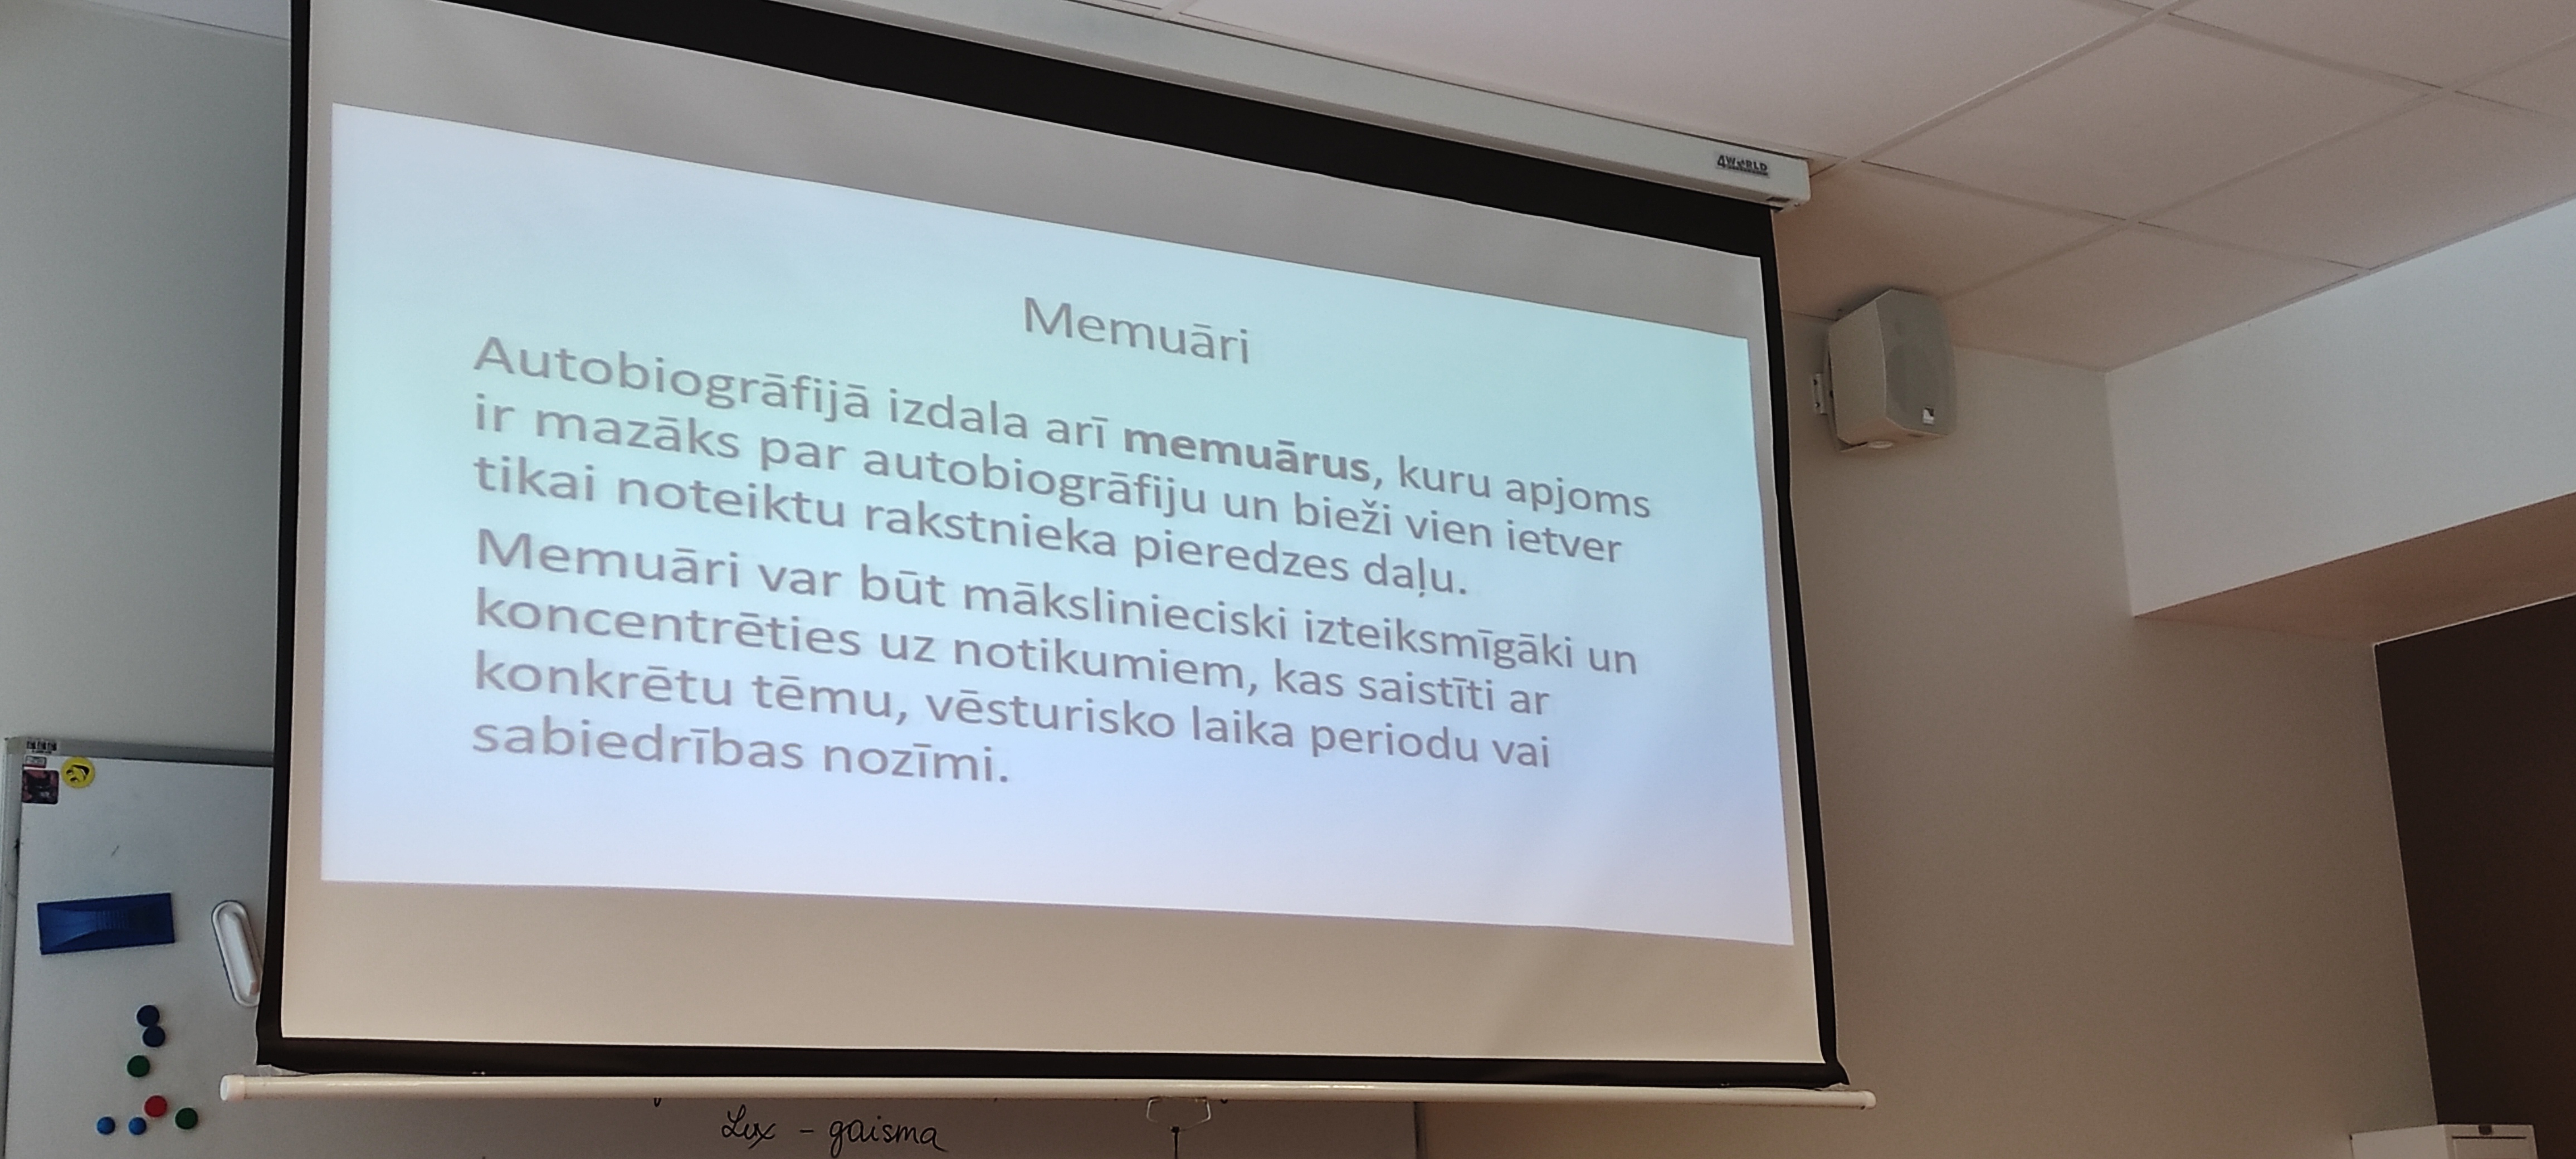 4WORLD
Memuāri
Autobiogrāfijā izdala arī memuārus, kuru apjoms
ir mazāks par autobiogrāfiju un bieži vien ietver
tikai noteiktu rakstnieka pieredzes daļu.
Memuāri var būt mākslinieciski izteiksmīgāki un
koncentrēties uz notikumiem, kas saistīti ar
konkrētu tēmu, vēsturisko laika periodu vai
sabiedrības nozīmi.
Lux - gaisma